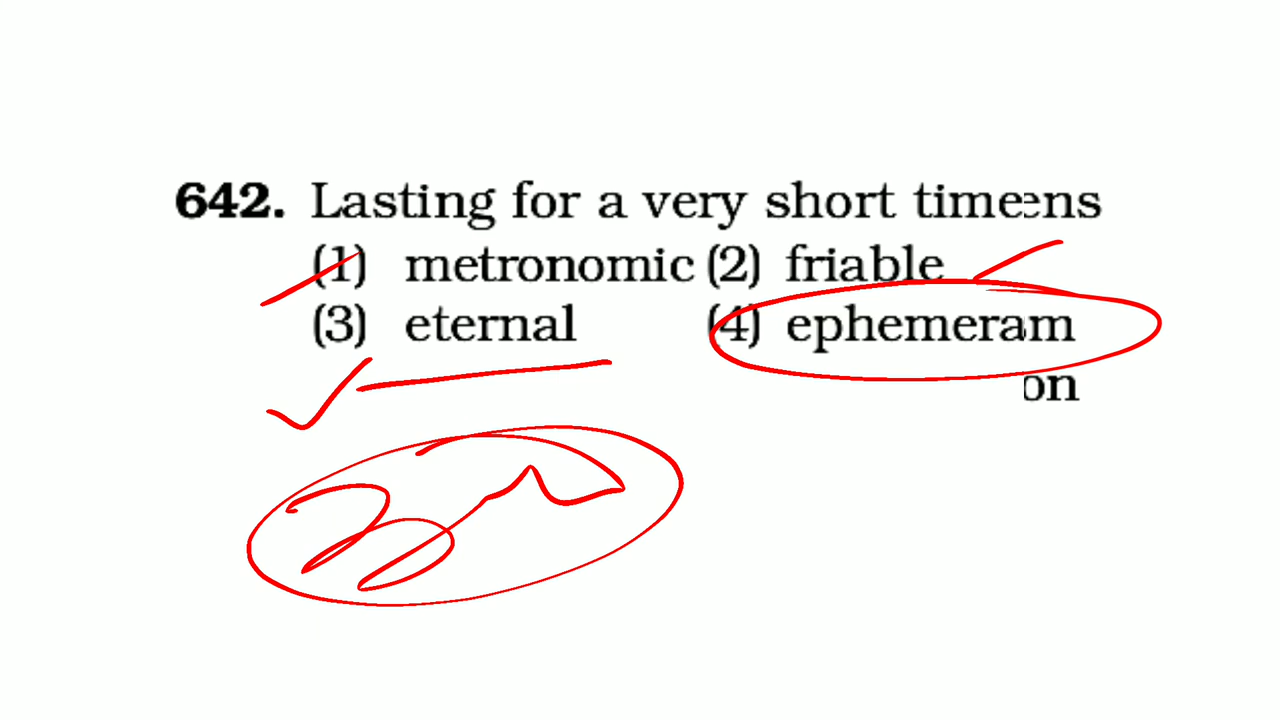 642. Lasting for a very short timeens
(1) metronomic (2) friable
(3) eternal (4) ephemeram
on